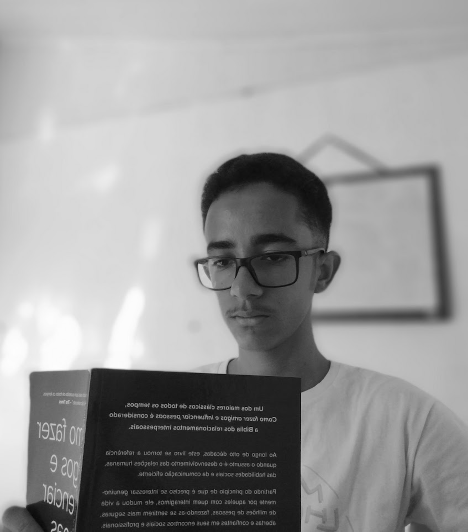 mo fazer
gos e
enciar
soas
Um dos maiores clássicos de todos os tempos,
Como fazer amigos e influenciar pessoas é considerado
a Bíblia dos relacionamentos interpessoais.
Ao longo de oito décadas, este livro se tornou a referência
quando o assunto é o desenvolvimento das relações humanas,
das habilidades sociais e da comunicação eficiente.
Partindo do princípio de que é preciso se interessar genuina-
mente por aqueles com quem interagimos, ele mudou a vida
de milhões de pessoas, fazendo-as se sentirem mais seguras,
abertas e confiantes em seus encontros sociais e profissionais.